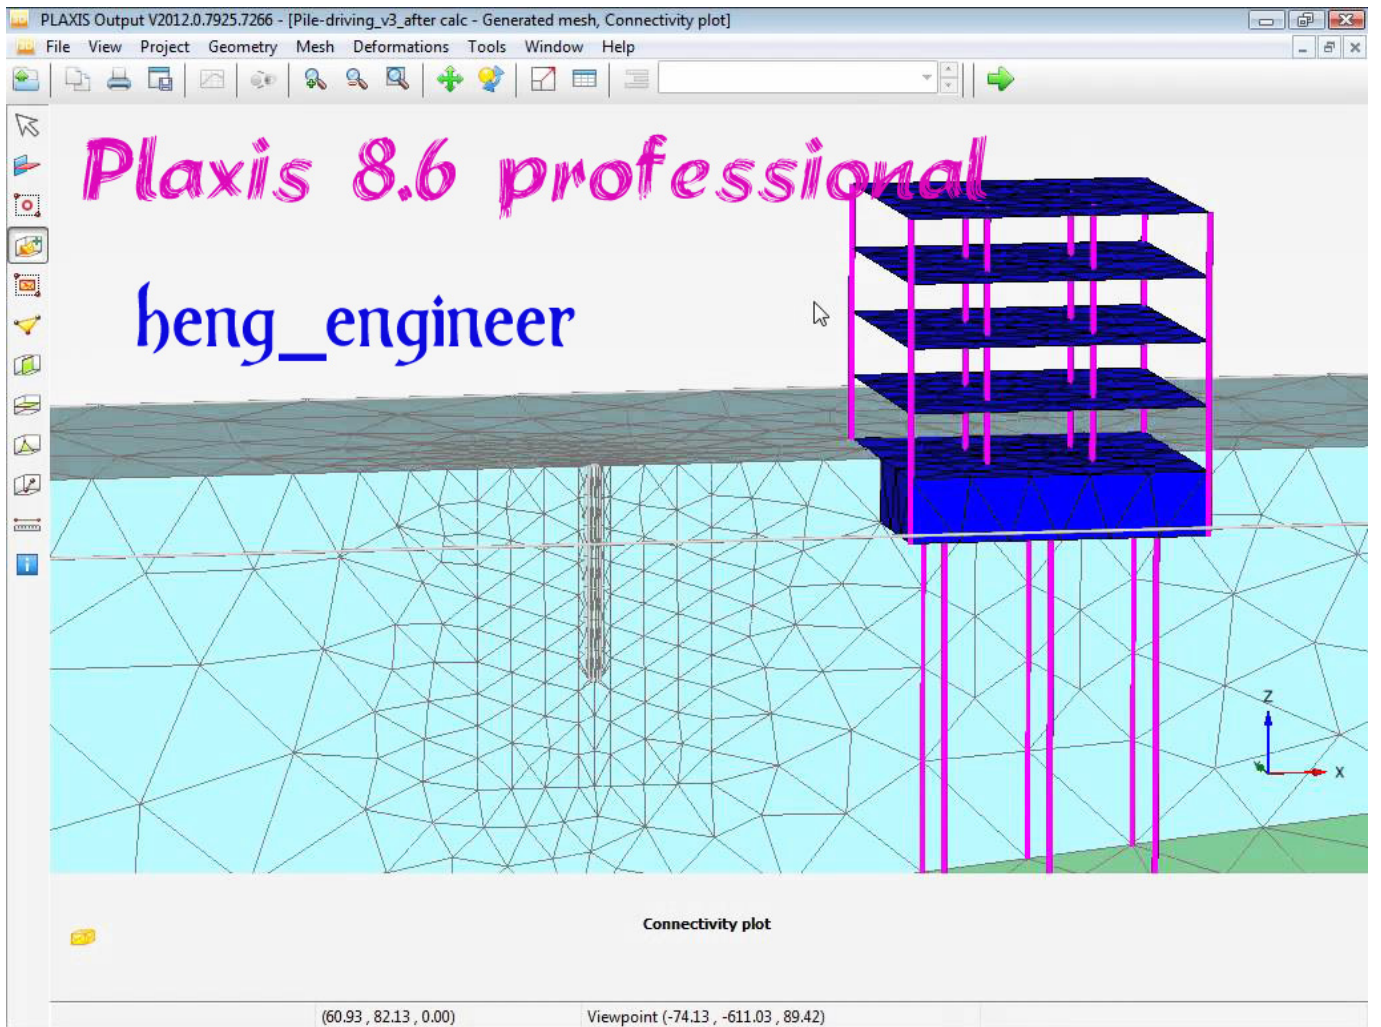 PLAXIS Output V2012.0.7925.7266 - [Pile-driving_v3_after calc - Generated mesh, Connectivity plot]
File View Project Geometry Mesh Deformations Tools Window Help
Plaxis 8.6 professional
heng_engineer
Z
X
Connectivity plot
(60.93 , 82.13 , 0.00) Viewpoint (-74.13 , -611.03 , 89.42)